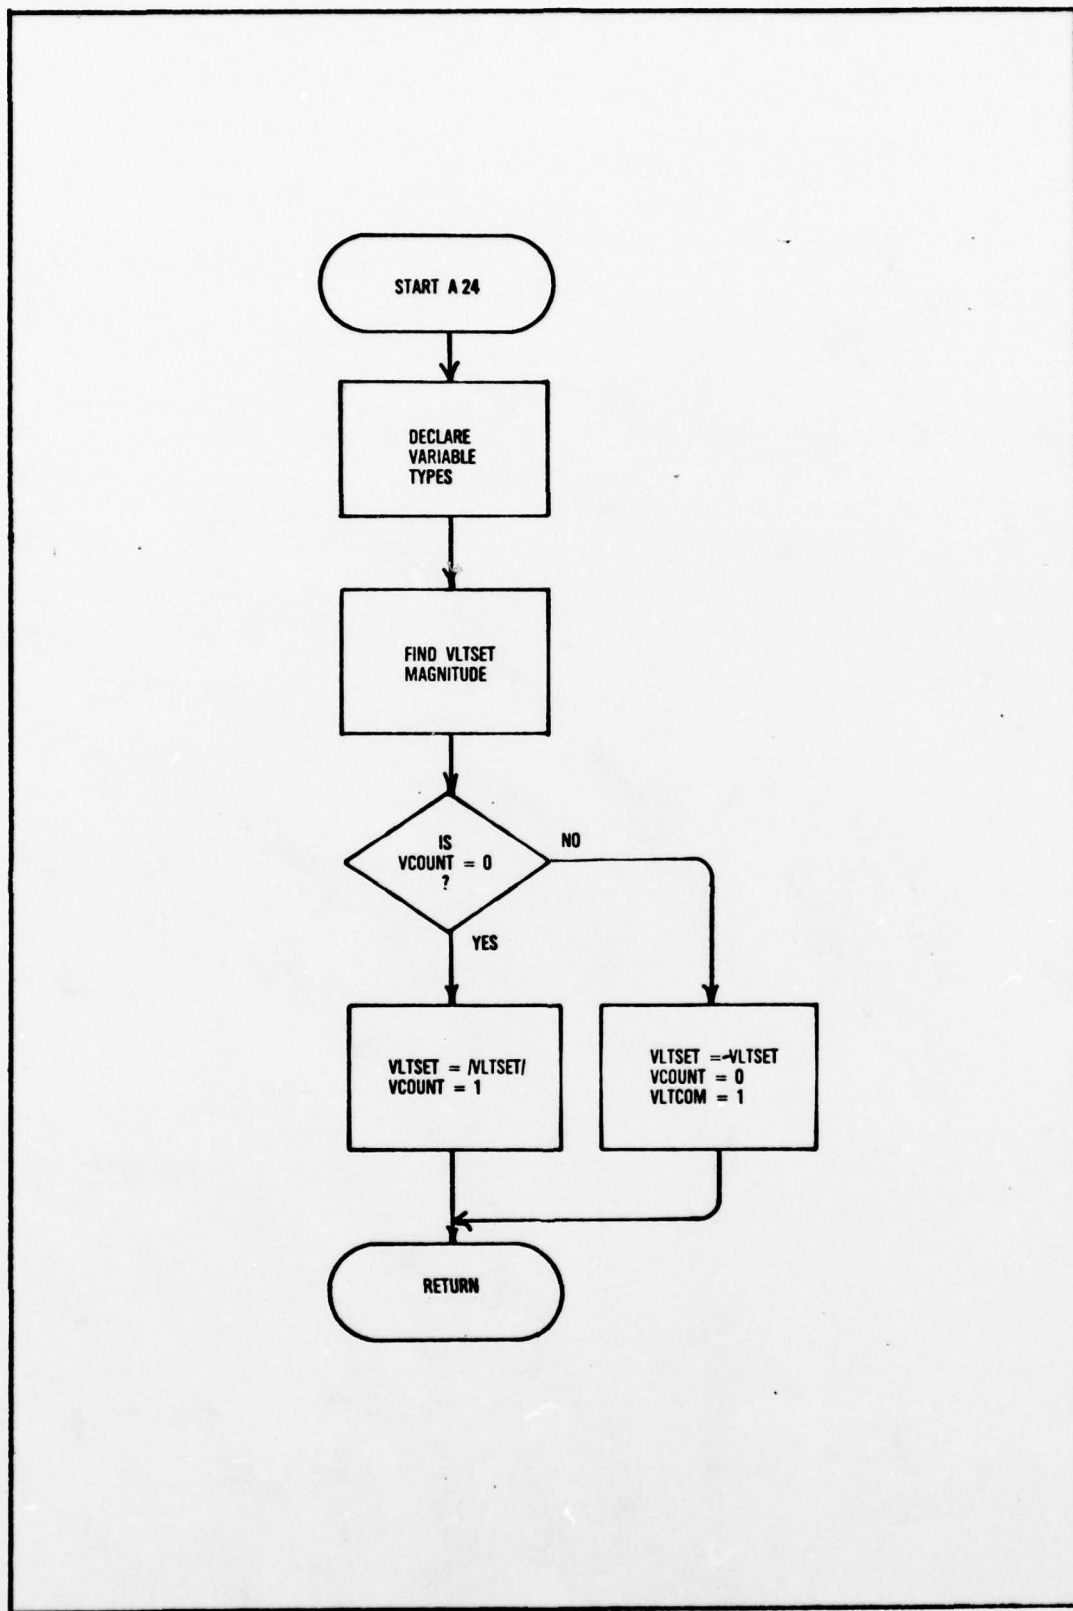 START A 24
DECLARE
VARIABLE
TYPES
FIND VLTSET
MAGNITUDE
IS
VCOUNT = 0
?
NO
YES
VLTSET = /VLTSET/
VCOUNT = 1
VLTSET = -VLTSET
VCOUNT = 0
VLTCOM = 1
RETURN